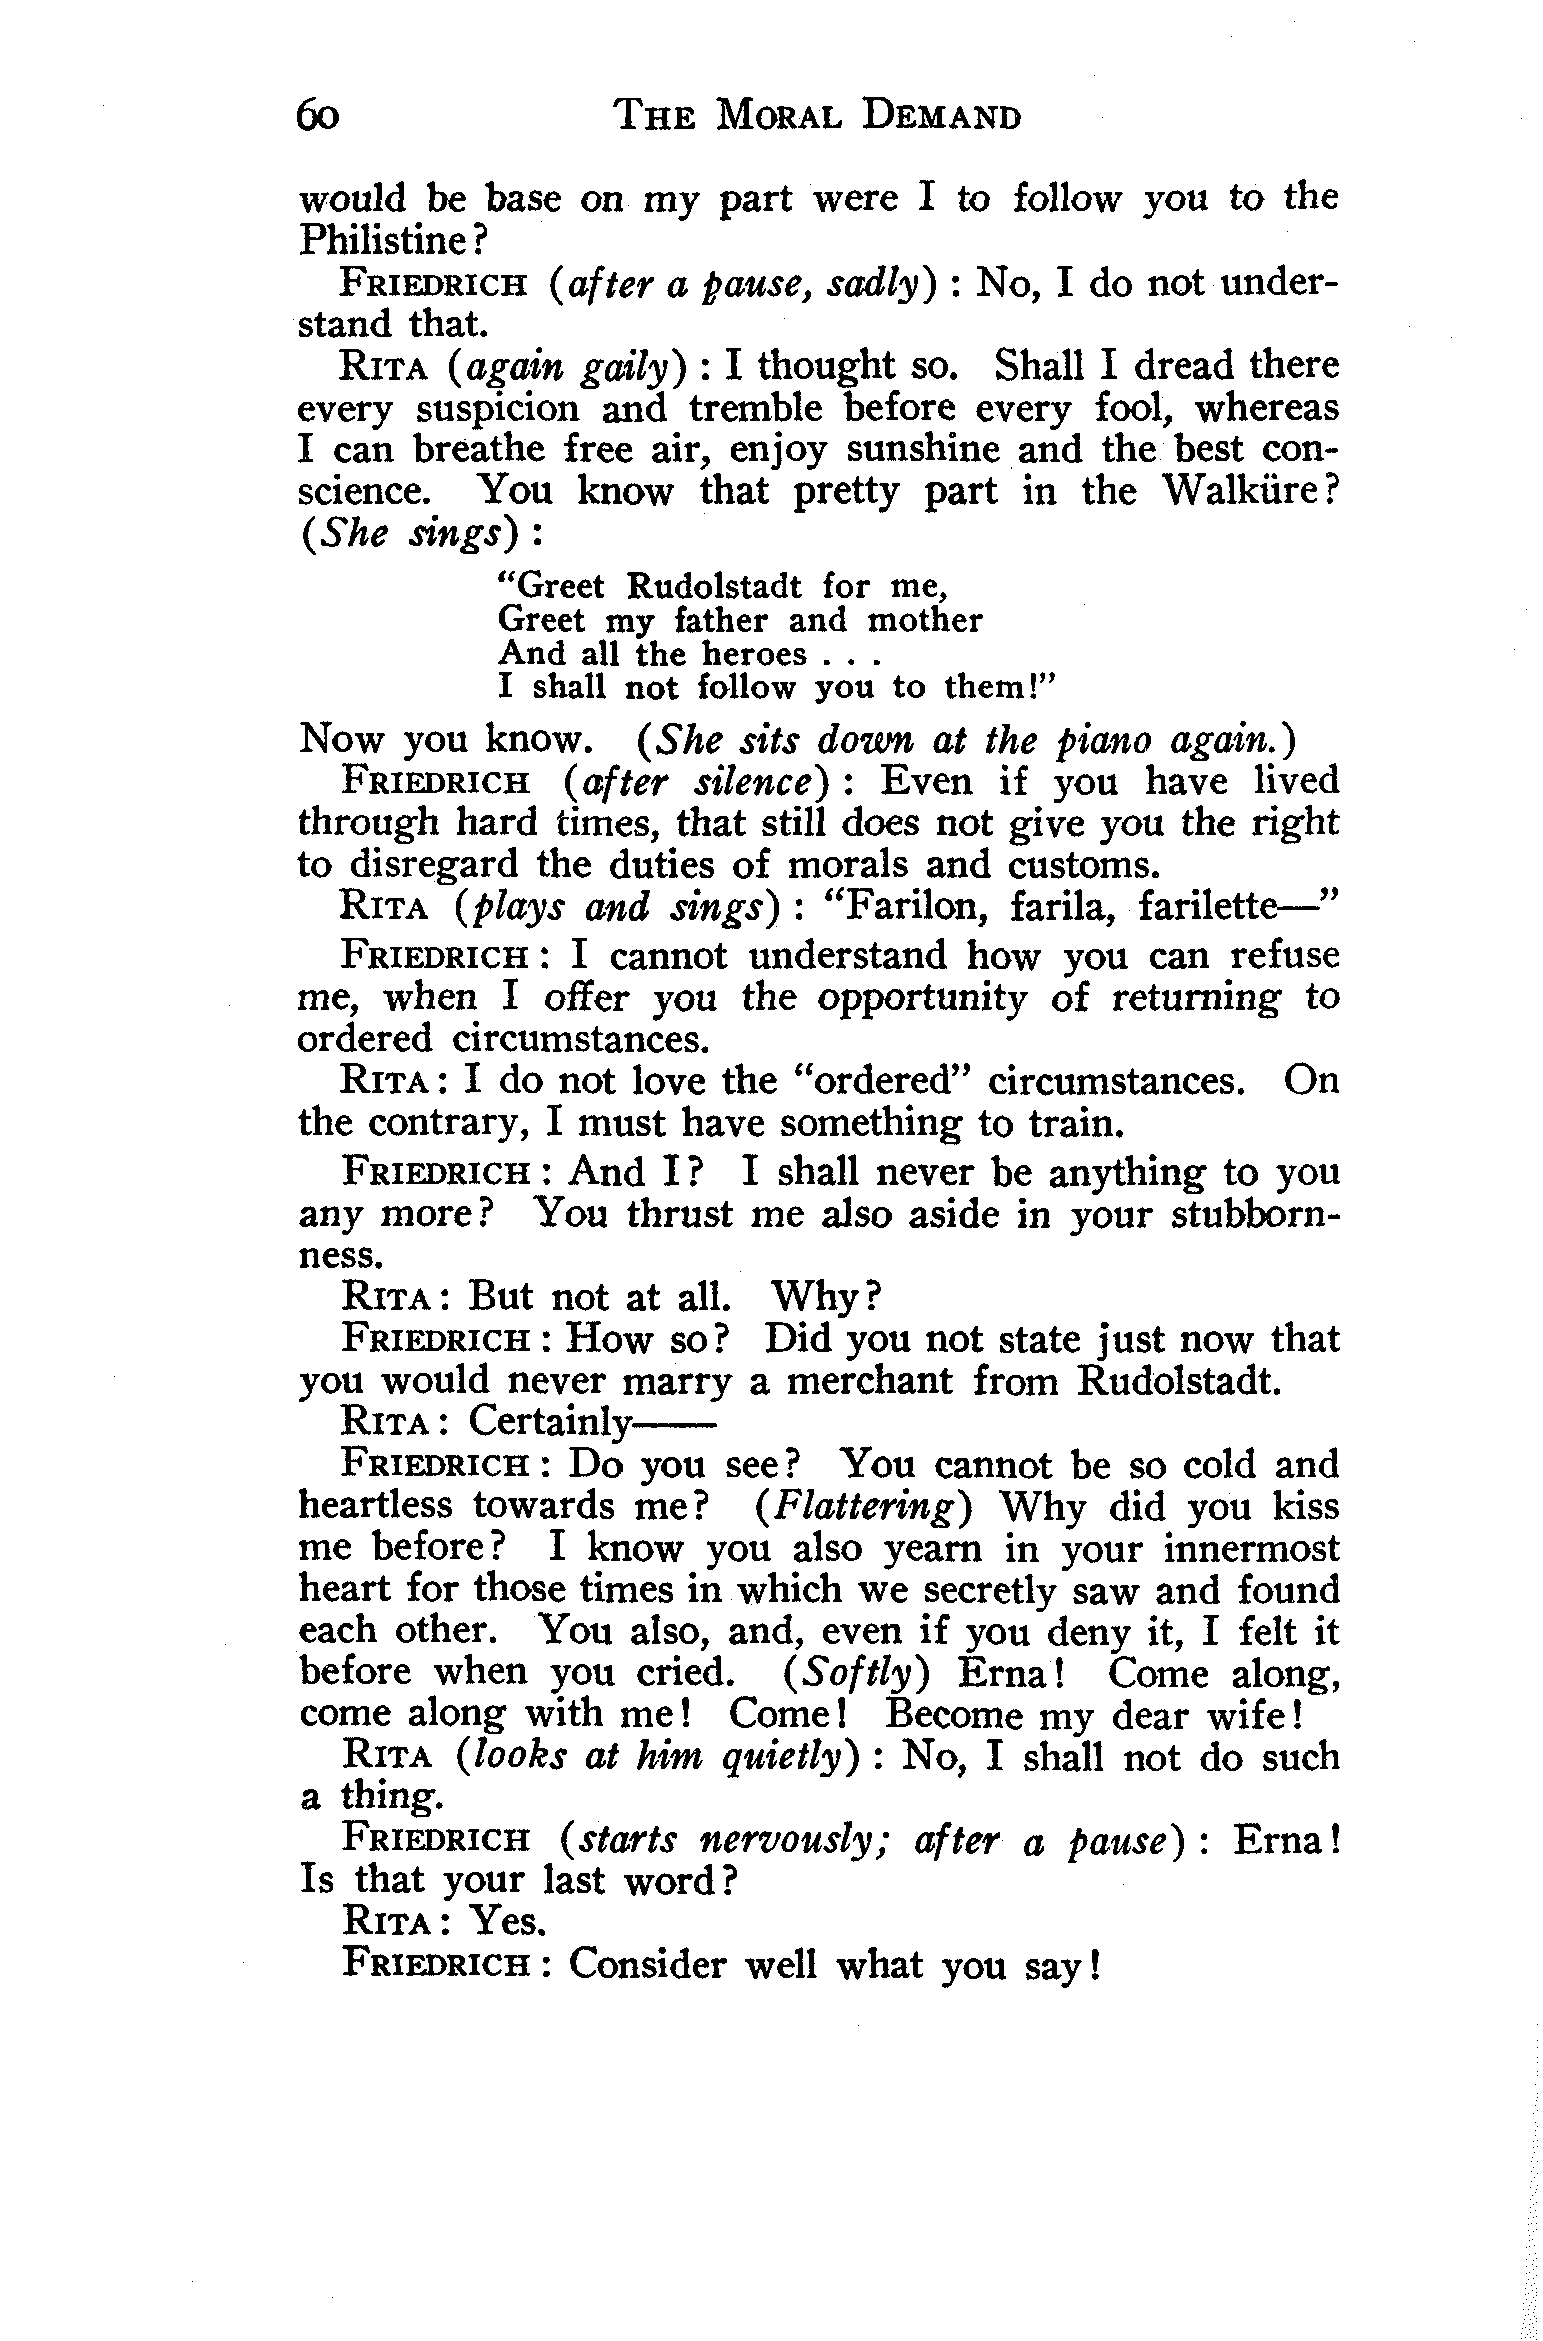 60 THE MORAL DEMAND
would be base on my part were I to follow you to the
Philistine?
FRIEDRICH (after a pause, sadly): No, I do not under-
stand that.
RITA (again gaily): I thought so. Shall I dread there
every suspicion and tremble before every fool, whereas
I can breathe free air, enjoy sunshine and the best con-
science. You know that pretty part in the Walküre?
(She sings):
"Greet Rudolstadt for me,
Greet my father and mother
And all the heroes . . .
I shall not follow you to them!"
Now you know. (She sits down at the piano again.)
FRIEDRICH (after silence): Even if you have lived
through hard times, that still does not give you the right
to disregard the duties of morals and customs.
RITA (plays and sings): "Farilon, farila, farilette—"
FRIEDRICH: I cannot understand how you can refuse
me, when I offer you the opportunity of returning to
ordered circumstances.
RITA: I do not love the "ordered" circumstances. On
the contrary, I must have something to train.
FRIEDRICH: And I? I shall never be anything to you
any more? You thrust me also aside in your stubborn-
ness.
RITA: But not at all. Why?
FRIEDRICH: How so? Did you not state just now that
you would never marry a merchant from Rudolstadt.
RITA: Certainly——
FRIEDRICH: Do you see? You cannot be so cold and
heartless towards me? (Flattering) Why did you kiss
me before? I know you also yearn in your innermost
heart for those times in which we secretly saw and found
each other. You also, and, even if you deny it, I felt it
before when you cried. (Softly) Erna! Come along,
come along with me! Come! Become my dear wife!
RITA (looks at him quietly): No, I shall not do such
a thing.
FRIEDRICH (starts nervously; after a pause): Erna!
Is that your last word?
RITA: Yes.
FRIEDRICH: Consider well what you say!